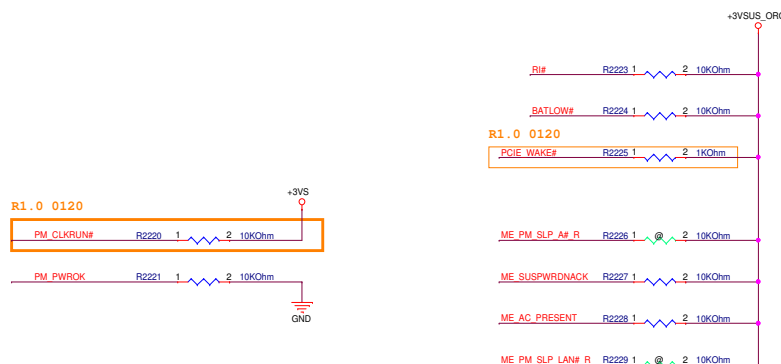 +3VSUS_ORG
RI# R2223 1 2 10KOhm
BATLOW# R2224 1 2 10KOhm
R1.0 0120
PCIE_WAKE# R2225 1 2 1KOhm
+3VS
R1.0 0120
PM_CLKRUN# R2220 1 2 10KOhm
ME_PM_SLP_A#_R R2226 1 @ 2 10KOhm
PM_PWROK R2221 1 2 10KOhm
ME_SUSPWRDNACK R2227 1 2 10KOhm
GND
ME_AC_PRESENT R2228 1 2 10KOhm
ME_PM_SLP_LAN#_R R2229 1 @ 2 10KOhm